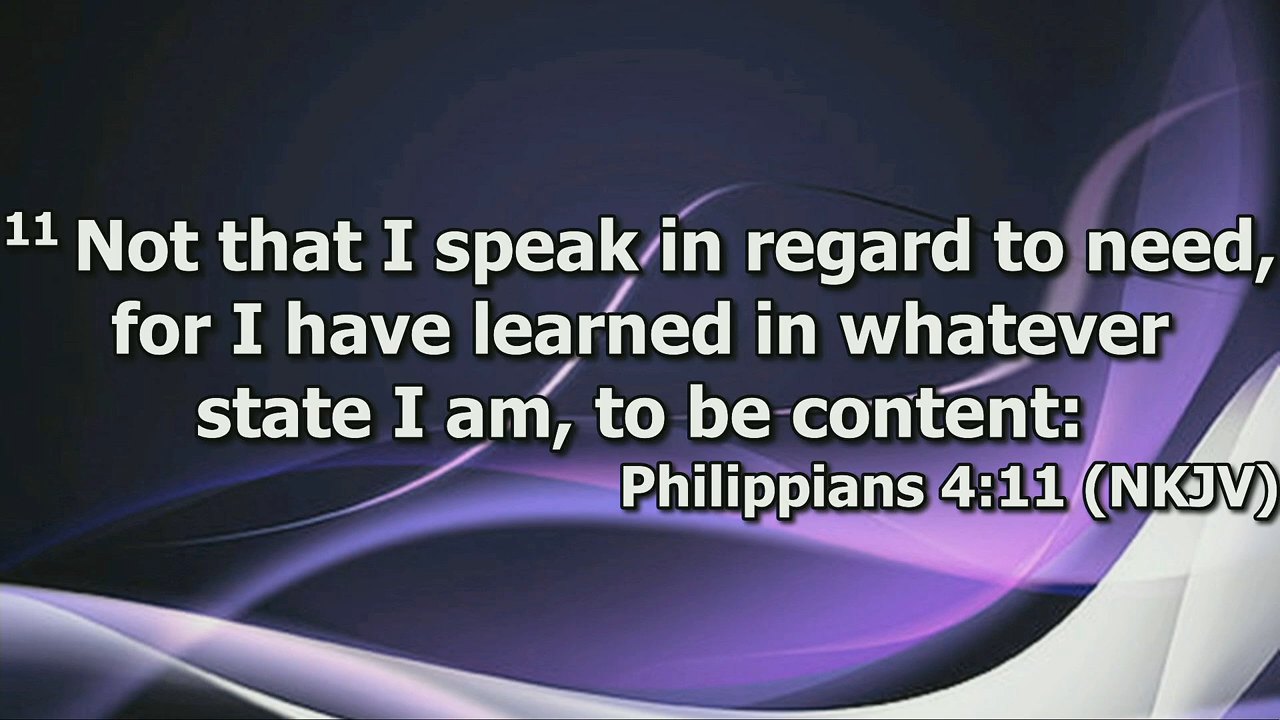 11 Not that I speak in regard to need,
for I have learned in whatever
state I am, to be content:
Philippians 4:11 (NKJV)